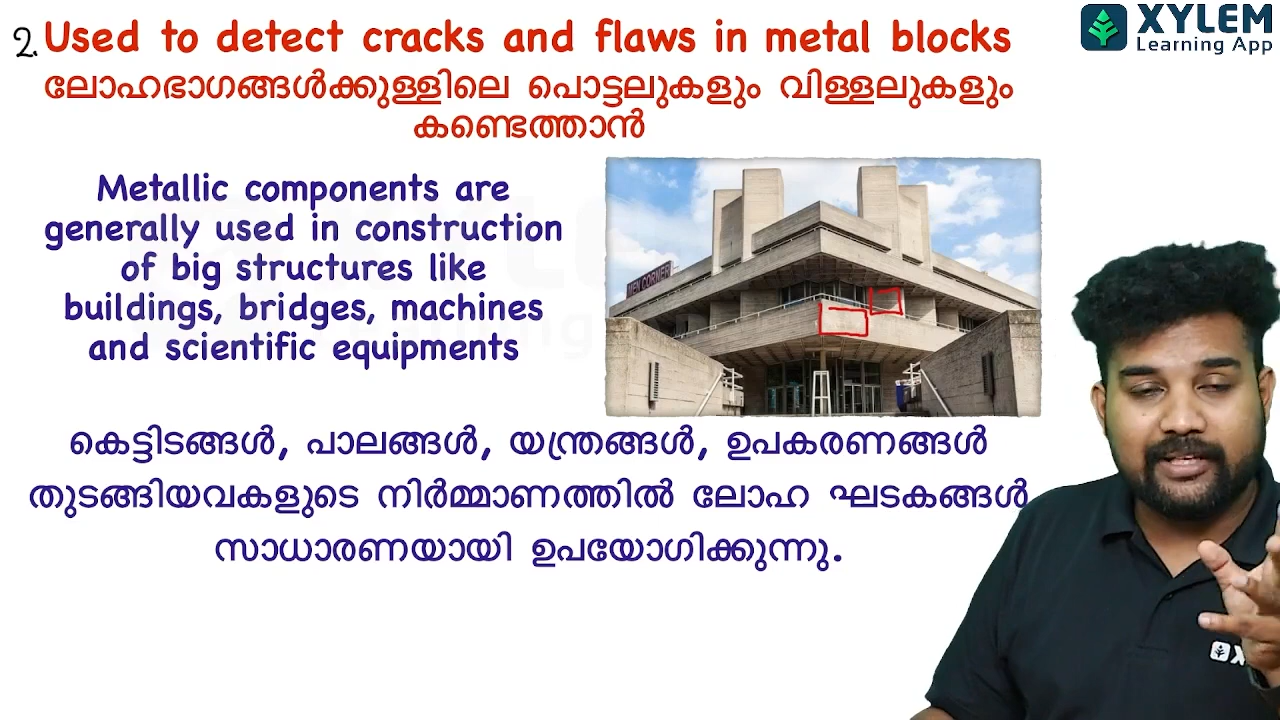 XYLEM
Learning App
2. Used to detect cracks and flaws in metal blocks
ലോഹഭാഗങ്ങൾക്കുള്ളിലെ പൊട്ടലുകളും വിള്ളലുകളും
കണ്ടെത്താൻ
Metallic components are
generally used in construction
of big structures like
buildings, bridges, machines
and scientific equipments
കെട്ടിടങ്ങൾ, പാലങ്ങൾ, യന്ത്രങ്ങൾ, ഉപകരണങ്ങൾ
തുടങ്ങിയവകളുടെ നിർമ്മാണത്തിൽ ലോഹ ഘടകങ്ങൾ
സാധാരണയായി ഉപയോഗിക്കുന്നു.